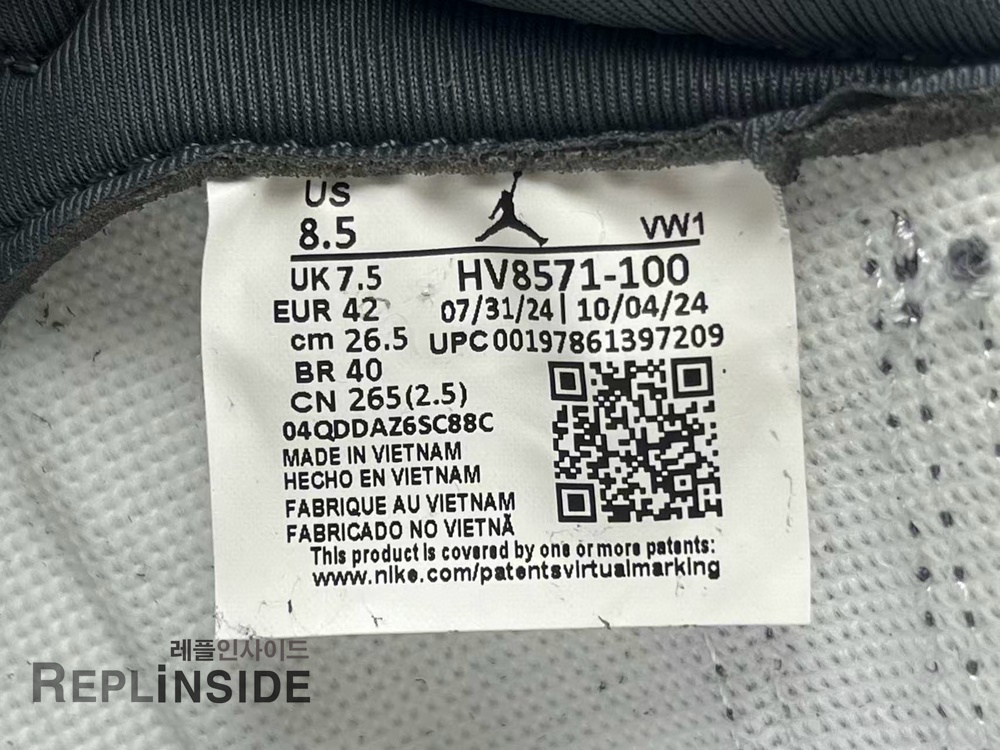 US
8.5
VW1
UK 7.5
HV8571-100
EUR 42
07/31/24 | 10/04/24
cm 26.5
UPC 00197861397209
BR 40
CN 265(2.5)
04QDDAZ6SC88C
MADE IN VIETNAM
HECHO EN VIETNAM
FABRIQUE AU VIETNAM
FABRICADO NO VIETNÃ
This product is covered by one or more patents:
www.nike.com/patentsvirtualmarking
레플인사이드
REPLiNSIDE